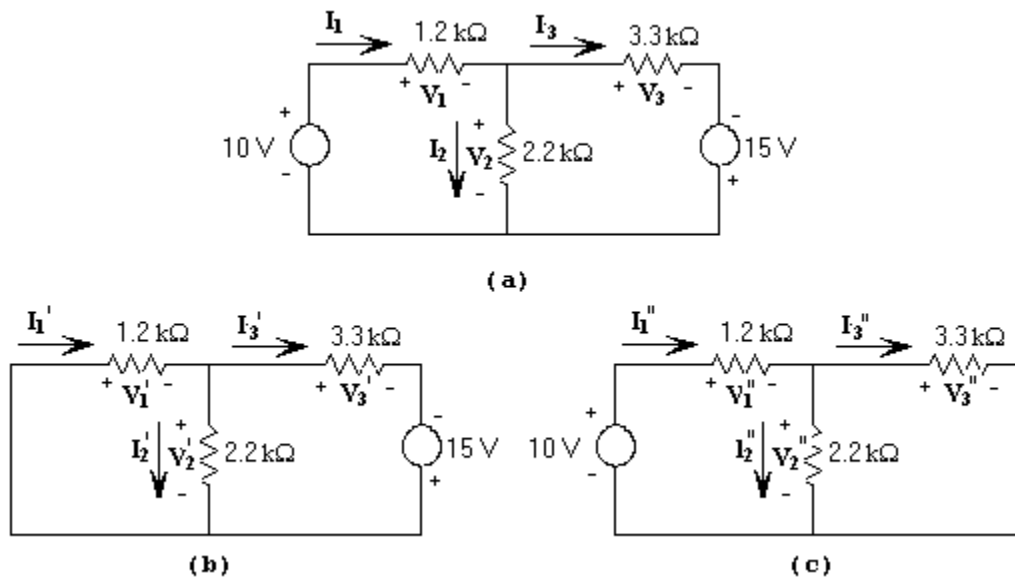 I1 1.2 kΩ I3 3.3 kΩ
+ V1 - + V3 -
+ -
10 V I2 + V2 - 2.2 kΩ 15 V
- +
(a)
I1' 1.2 kΩ I3' 3.3 kΩ I1" 1.2 kΩ I3" 3.3 kΩ
+ V1' - + V3' - + V1" - + V3" -
I2' + V2' - 2.2 kΩ - 15 V + + 10 V - I2" + V2" - 2.2 kΩ
(b) (c)